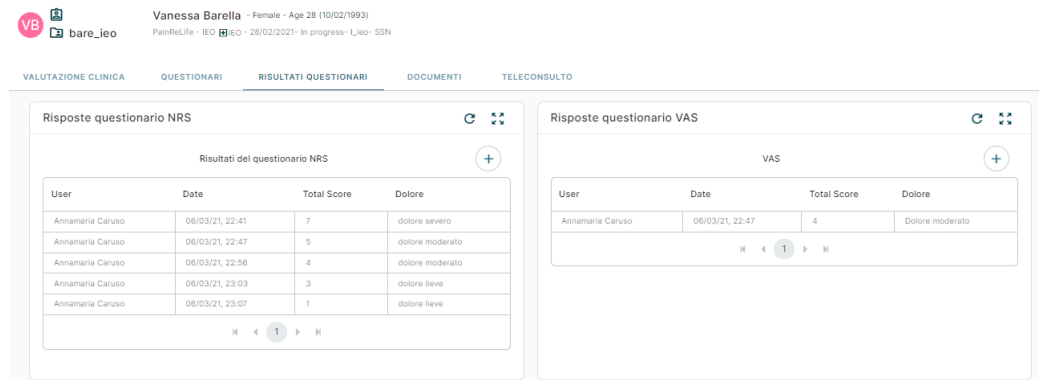 VB
Vanessa Barella - Female - Age 28 (10/02/1993)
bare_ieo
PainReLife - IEO IEO - 28/02/2021- In progress- I_ieo- SSN
VALUTAZIONE CLINICA QUESTIONARI RISULTATI QUESTIONARI DOCUMENTI TELECONSULTO
Risposte questionario NRS
Risultati del questionario NRS
User Date Total Score Dolore
Annamaria Caruso 06/03/21, 22:41 7 dolore severo
Annamaria Caruso 06/03/21, 22:47 5 dolore moderato
Annamaria Caruso 06/03/21, 22:56 4 dolore moderato
Annamaria Caruso 06/03/21, 23:03 3 dolore lieve
Annamaria Caruso 06/03/21, 23:07 1 dolore lieve
1
Risposte questionario VAS
VAS
User Date Total Score Dolore
Annamaria Caruso 06/03/21, 22:47 4 Dolore moderato
1